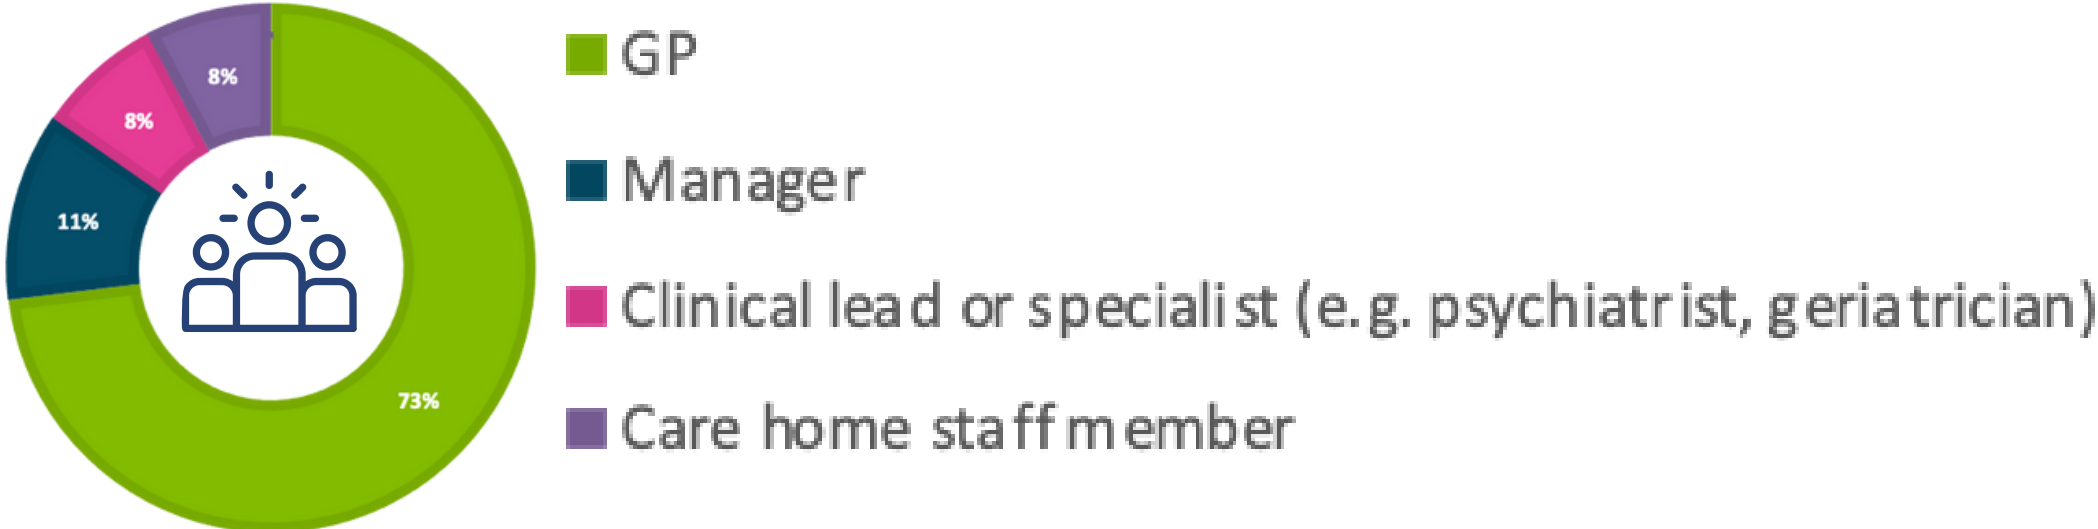 8%
GP
8%
Manager
11%
Clinical lead or specialist (e.g. psychiatrist, geriatrician)
73%
Care home staff member